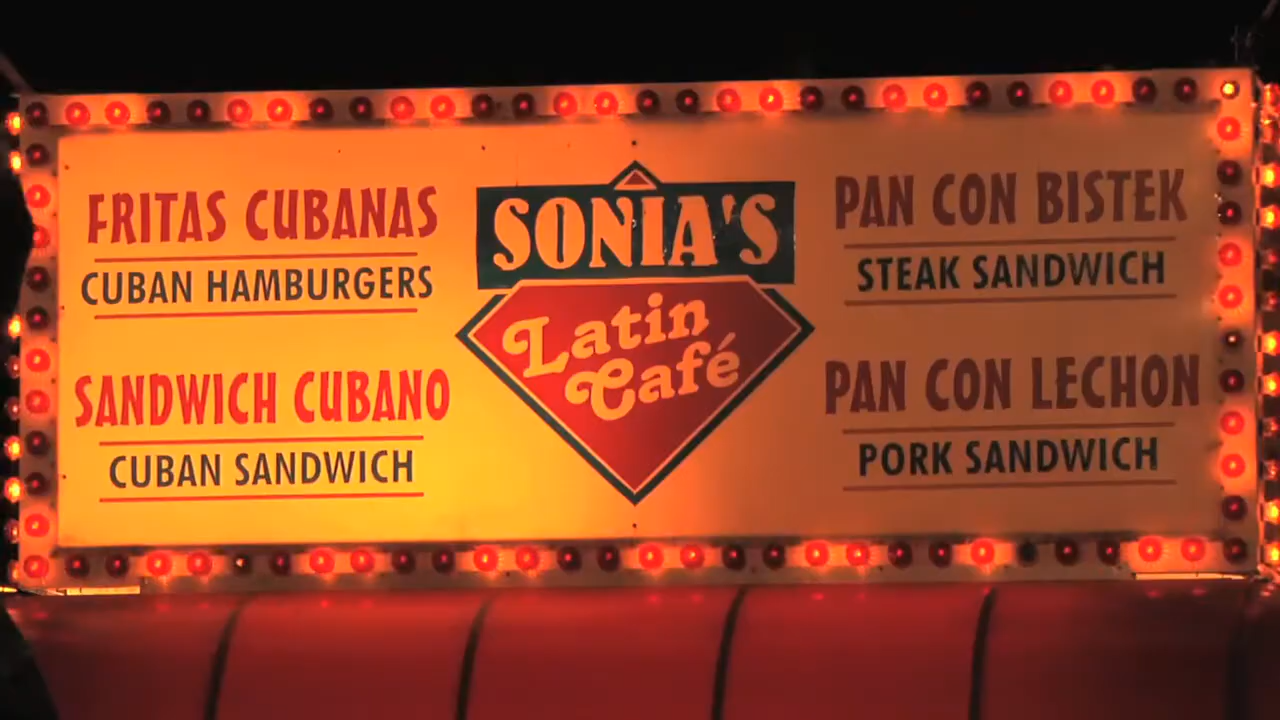 FRITAS CUBANAS
CUBAN HAMBURGERS
SANDWICH CUBANO
CUBAN SANDWICH
SONIA'S
Latin
Café
PAN CON BISTEK
STEAK SANDWICH
PAN CON LECHON
PORK SANDWICH